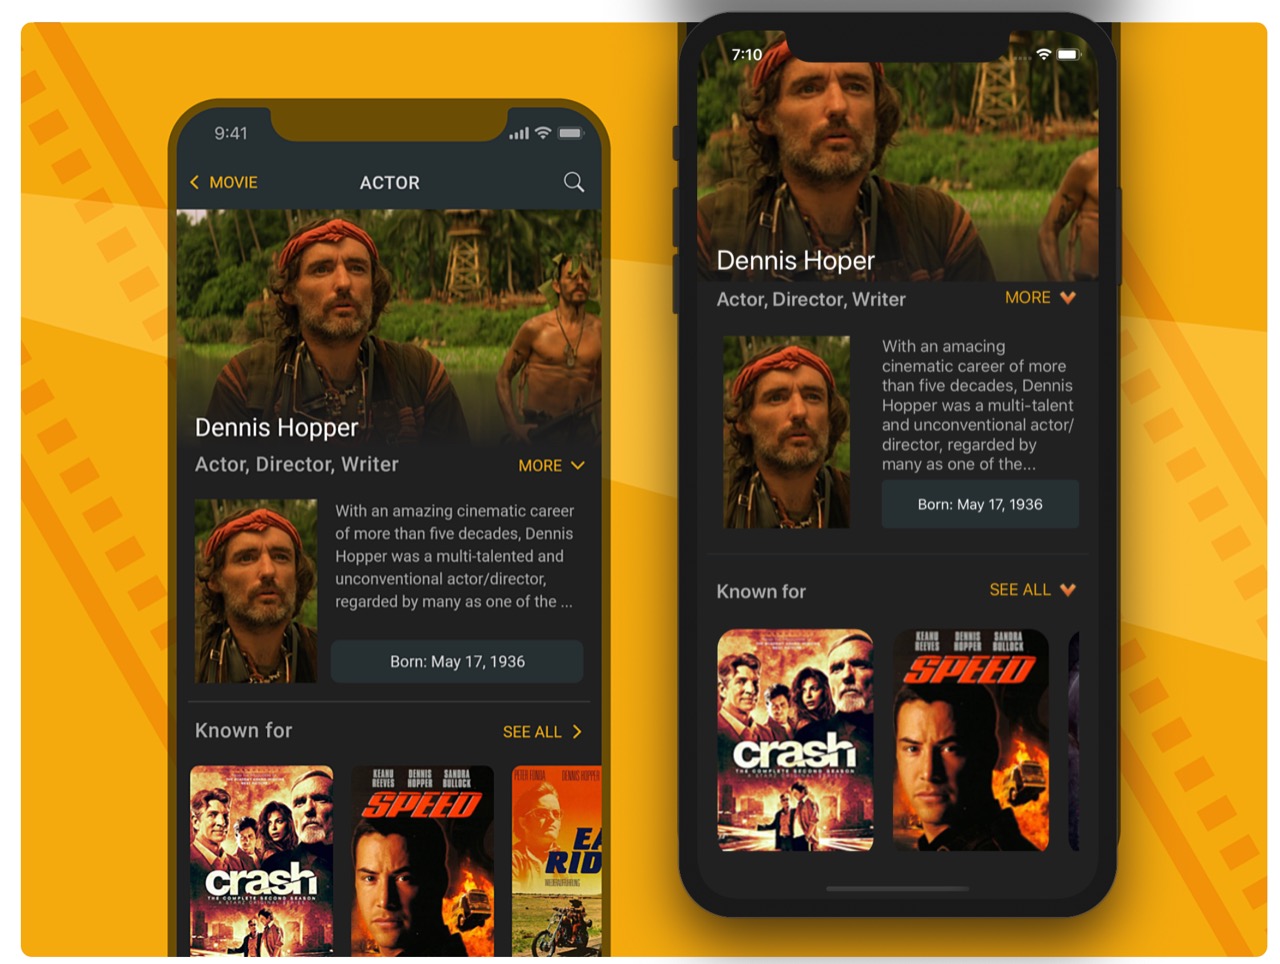 9:41
MOVIE
ACTOR
Dennis Hopper
Actor, Director, Writer
MORE
With an amazing cinematic career
of more than five decades, Dennis
Hopper was a multi-talented and
unconventional actor/director,
regarded by many as one of the ...
Born: May 17, 1936
Known for
SEE ALL
crash
THE COMPLETE SECOND SEASON
A STARZ ORIGINAL SERIES
KEANU REEVES
DENNIS HOPPER
SANDRA BULLOCK
SPEED
PETER FONDA
DENNIS HOPPER
EA
RID
7:10
Dennis Hoper
Actor, Director, Writer
MORE
With an amacing
cinematic career of more
than five decades, Dennis
Hopper was a multi-talent
and unconventional actor/
director, regarded by
many as one of the...
Born: May 17, 1936
Known for
SEE ALL
crash
THE COMPLETE SECOND SEASON
A STARZ ORIGINAL SERIES
KEANU REEVES
DENNIS HOPPER
SANDRA BULLOCK
SPEED